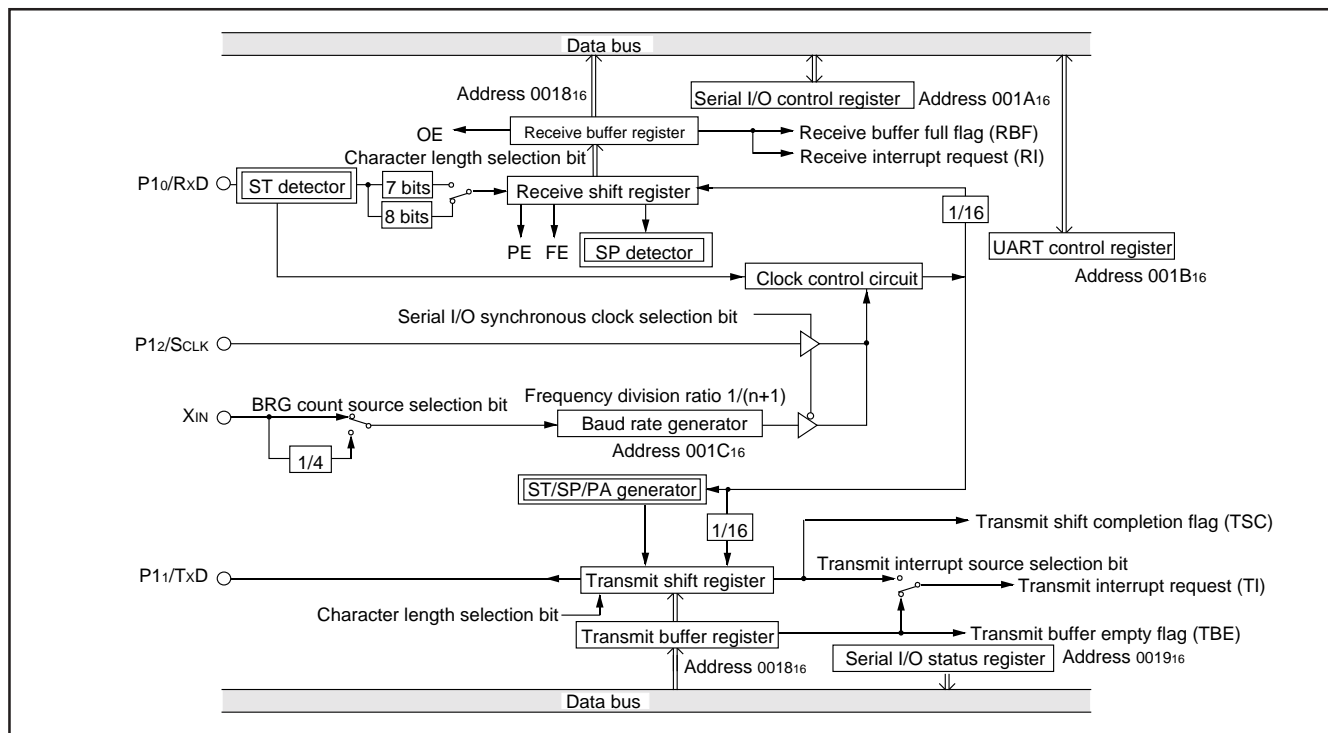 Data bus
Address 0018₁₆
Serial I/O control register
Address 001A₁₆
OE
Receive buffer register
Receive buffer full flag (RBF)
Receive interrupt request (RI)
Character length selection bit
P1₀/RxD
ST detector
7 bits
8 bits
Receive shift register
1/16
PE
FE
SP detector
UART control register
Address 001B₁₆
Clock control circuit
Serial I/O synchronous clock selection bit
P1₂/SCLK
XIN
BRG count source selection bit
Frequency division ratio 1/(n+1)
Baud rate generator
Address 001C₁₆
1/4
ST/SP/PA generator
1/16
Transmit shift completion flag (TSC)
Transmit interrupt source selection bit
P1₁/TxD
Transmit shift register
Transmit interrupt request (TI)
Character length selection bit
Transmit buffer register
Transmit buffer empty flag (TBE)
Address 0018₁₆
Serial I/O status register
Address 0019₁₆
Data bus